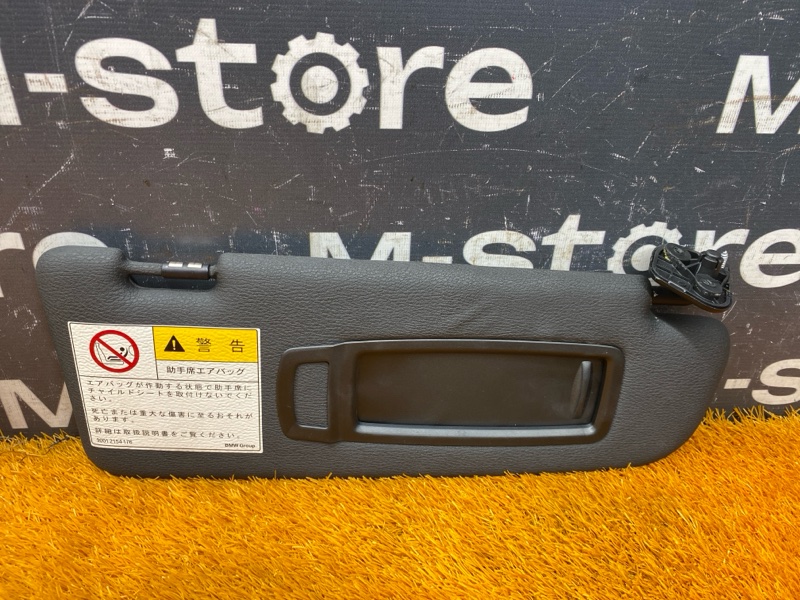 M-store
M
M-store
M-store
警告
助手席エアバッグ
エアバッグが作動する状態で助手席に
チャイルドシートを取付けないでくだ
さい。
死亡または重大な傷害に至るおそれが
あります。
詳細は取扱説明書をご覧ください。
BMW Group